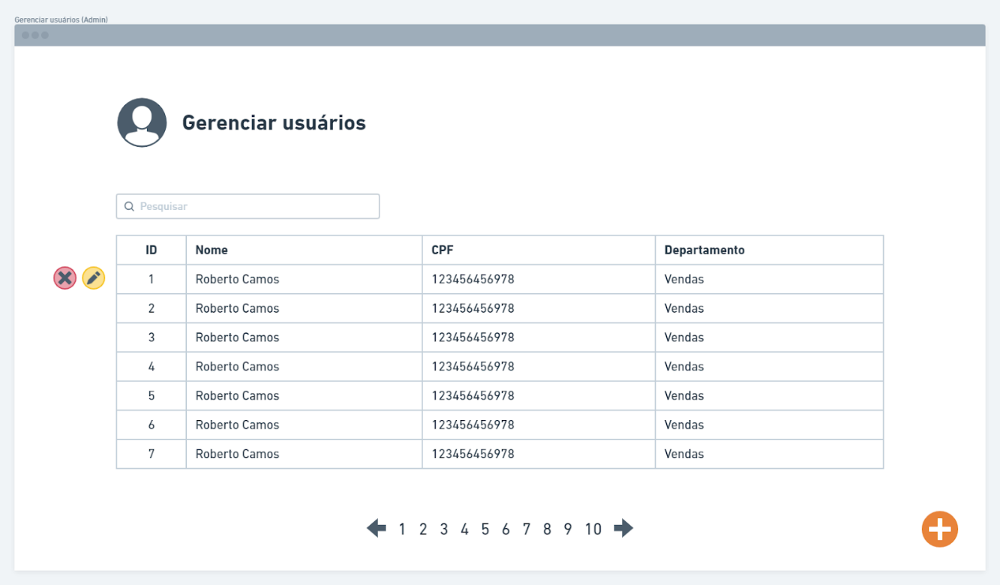 Gerenciar usuários (Admin)
Gerenciar usuários
Pesquisar
ID Nome CPF Departamento
1 Roberto Camos 123456456978 Vendas
2 Roberto Camos 123456456978 Vendas
3 Roberto Camos 123456456978 Vendas
4 Roberto Camos 123456456978 Vendas
5 Roberto Camos 123456456978 Vendas
6 Roberto Camos 123456456978 Vendas
7 Roberto Camos 123456456978 Vendas
1 2 3 4 5 6 7 8 9 10